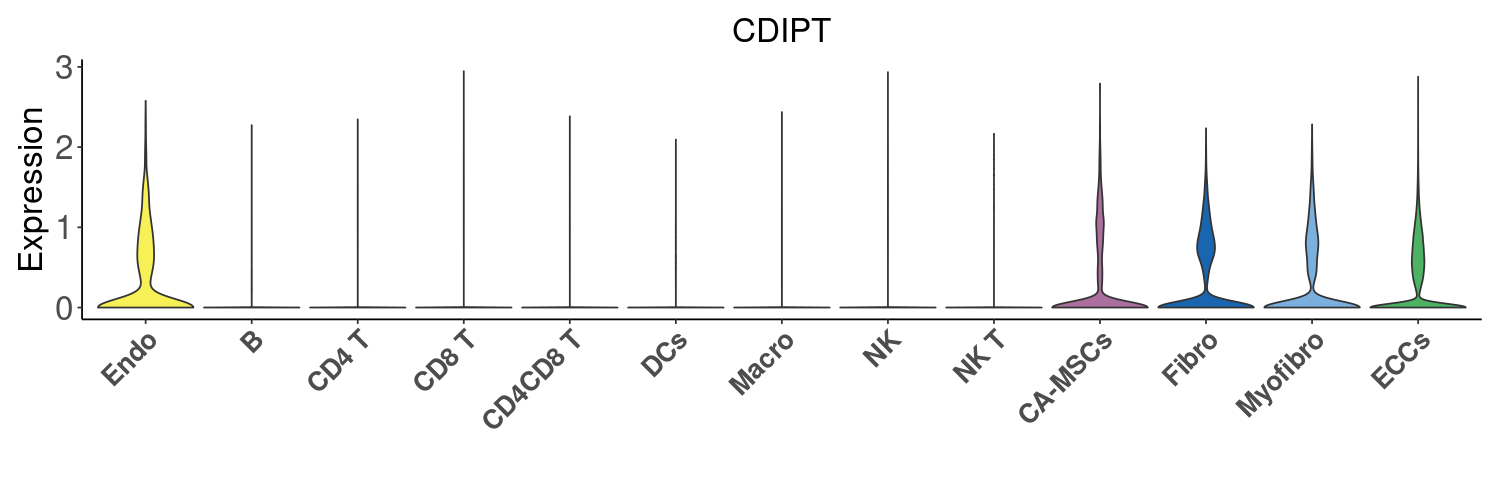 CDIPT
Expression
3
2
1
0
Endo
B
CD4 T
CD8 T
CD4CD8 T
DCs
Macro
NK
NK T
CA-MSCs
Fibro
Myofibro
ECCs